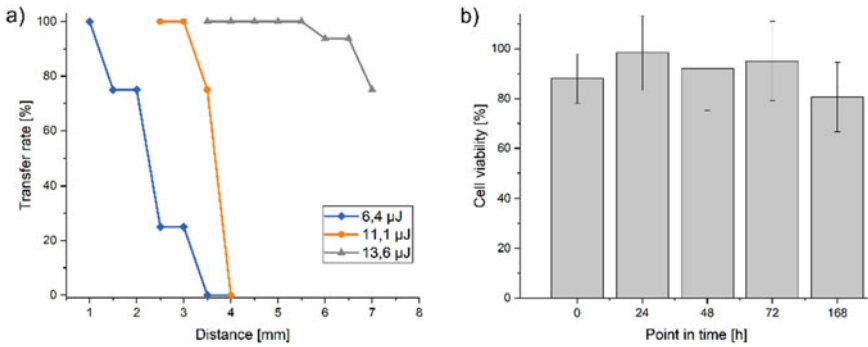 a)
Transfer rate [%]
100
80
60
40
20
0
1 2 3 4 5 6 7 8
Distance [mm]
6,4 µJ
11,1 µJ
13,6 µJ
b)
Cell viability [%]
100
80
60
40
20
0
0 24 48 72 168
Point in time [h]